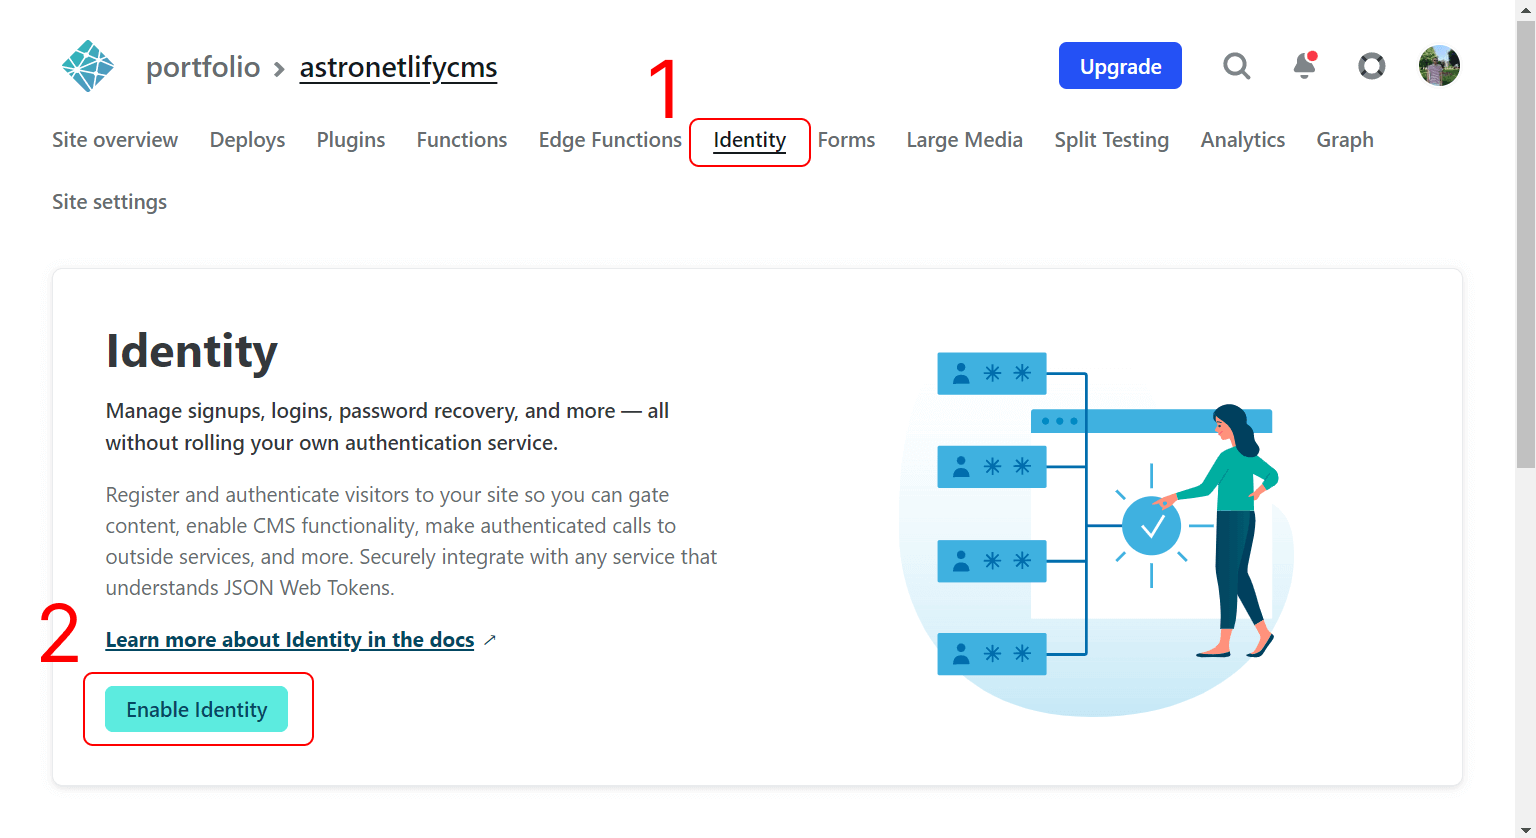 portfolio > astronetlifycms
Upgrade
1
Site overview Deploys Plugins Functions Edge Functions Identity Forms Large Media Split Testing Analytics Graph
Site settings
Identity
Manage signups, logins, password recovery, and more — all
without rolling your own authentication service.
Register and authenticate visitors to your site so you can gate
content, enable CMS functionality, make authenticated calls to
outside services, and more. Securely integrate with any service that
understands JSON Web Tokens.
2
Learn more about Identity in the docs ↗
Enable Identity